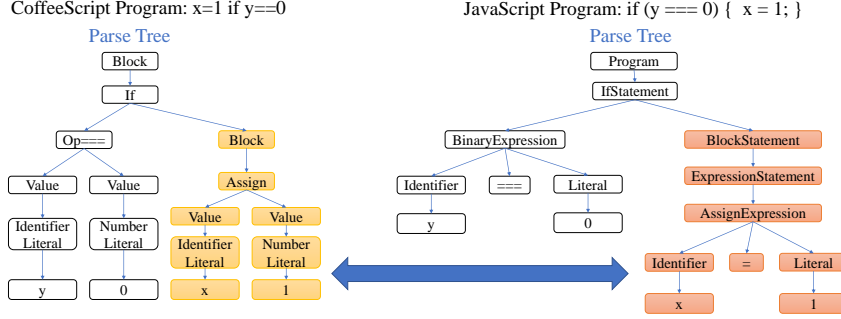 CoffeeScript Program: x=1 if y==0
JavaScript Program: if (y === 0) { x = 1; }
Parse Tree
Parse Tree
Block
Program
If
IfStatement
Op===
Block
BinaryExpression
BlockStatement
Value
Value
Assign
Identifier
===
Literal
ExpressionStatement
Identifier
Literal
Number
Literal
Value
Value
y
0
AssignExpression
Identifier
Literal
Number
Literal
Identifier
=
Literal
y
0
x
1
x
1